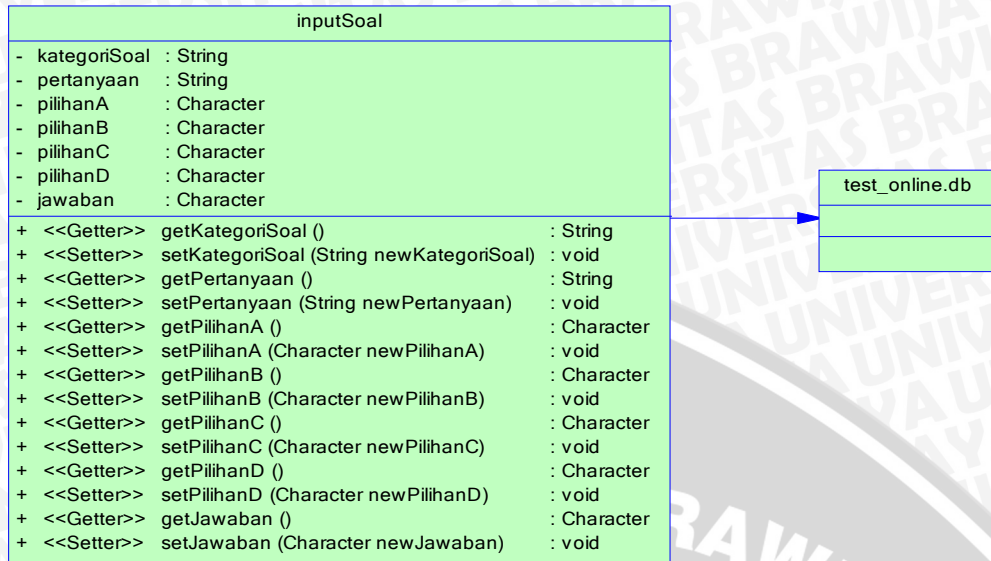 inputSoal
- kategoriSoal : String
- pertanyaan : String
- pilihanA : Character
- pilihanB : Character
- pilihanC : Character
- pilihanD : Character
- jawaban : Character
+ <<Getter>> getKategoriSoal () : String
+ <<Setter>> setKategoriSoal (String newKategoriSoal) : void
+ <<Getter>> getPertanyaan () : String
+ <<Setter>> setPertanyaan (String newPertanyaan) : void
+ <<Getter>> getPilihanA () : Character
+ <<Setter>> setPilihanA (Character newPilihanA) : void
+ <<Getter>> getPilihanB () : Character
+ <<Setter>> setPilihanB (Character newPilihanB) : void
+ <<Getter>> getPilihanC () : Character
+ <<Setter>> setPilihanC (Character newPilihanC) : void
+ <<Getter>> getPilihanD () : Character
+ <<Setter>> setPilihanD (Character newPilihanD) : void
+ <<Getter>> getJawaban () : Character
+ <<Setter>> setJawaban (Character newJawaban) : void
test_online.db